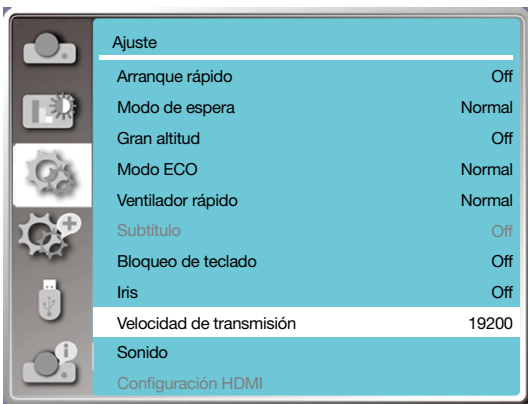 Ajuste
Arranque rápido Off
Modo de espera Normal
Gran altitud Off
Modo ECO Normal
Ventilador rápido Normal
Subtítulo Off
Bloqueo de teclado Off
Iris Off
Velocidad de transmisión 19200
Sonido
Configuración HDMI